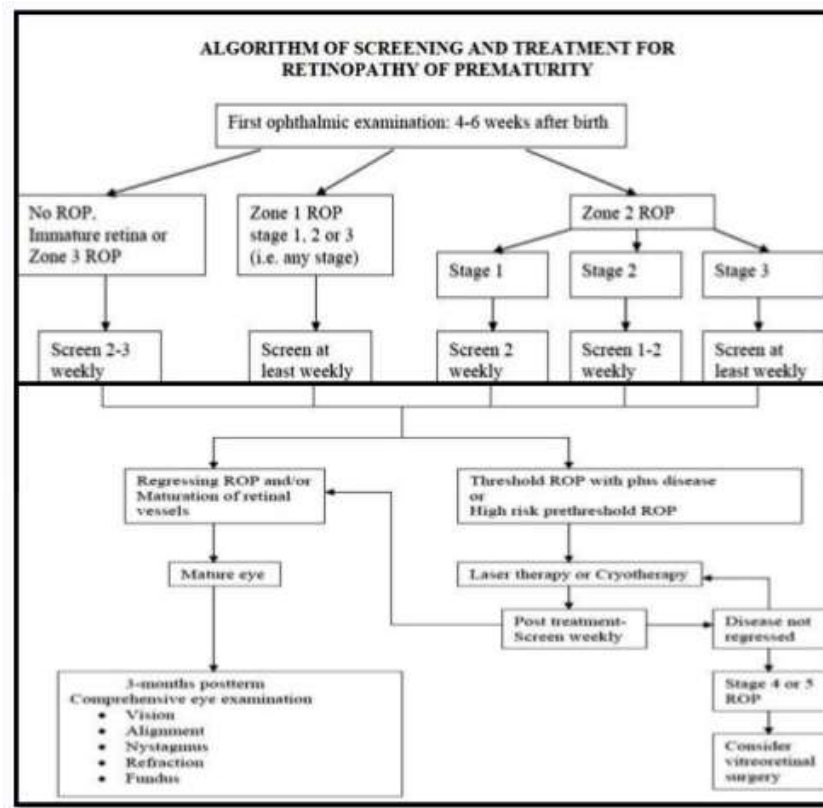 ALGORITHM OF SCREENING AND TREATMENT FOR
RETINOPATHY OF PREMATURITY
First ophthalmic examination: 4-6 weeks after birth
No ROP,
Immature retina or
Zone 3 ROP
Zone 1 ROP
stage 1, 2 or 3
(i.e. any stage)
Zone 2 ROP
Stage 1
Stage 2
Stage 3
Screen 2-3
weekly
Screen at
least weekly
Screen 2
weekly
Screen 1-2
weekly
Screen at
least weekly
Regressing ROP and/or
Maturation of retinal
vessels
Threshold ROP with plus disease
or
High risk prethreshold ROP
Mature eye
Laser therapy or Cryotherapy
Post treatment-
Screen weekly
Disease not
regressed
3-months postterm
Comprehensive eye examination
• Vision
• Alignment
• Nystagmus
• Refraction
• Fundus
Stage 4 or 5
ROP
Consider
vitreoretinal
surgery